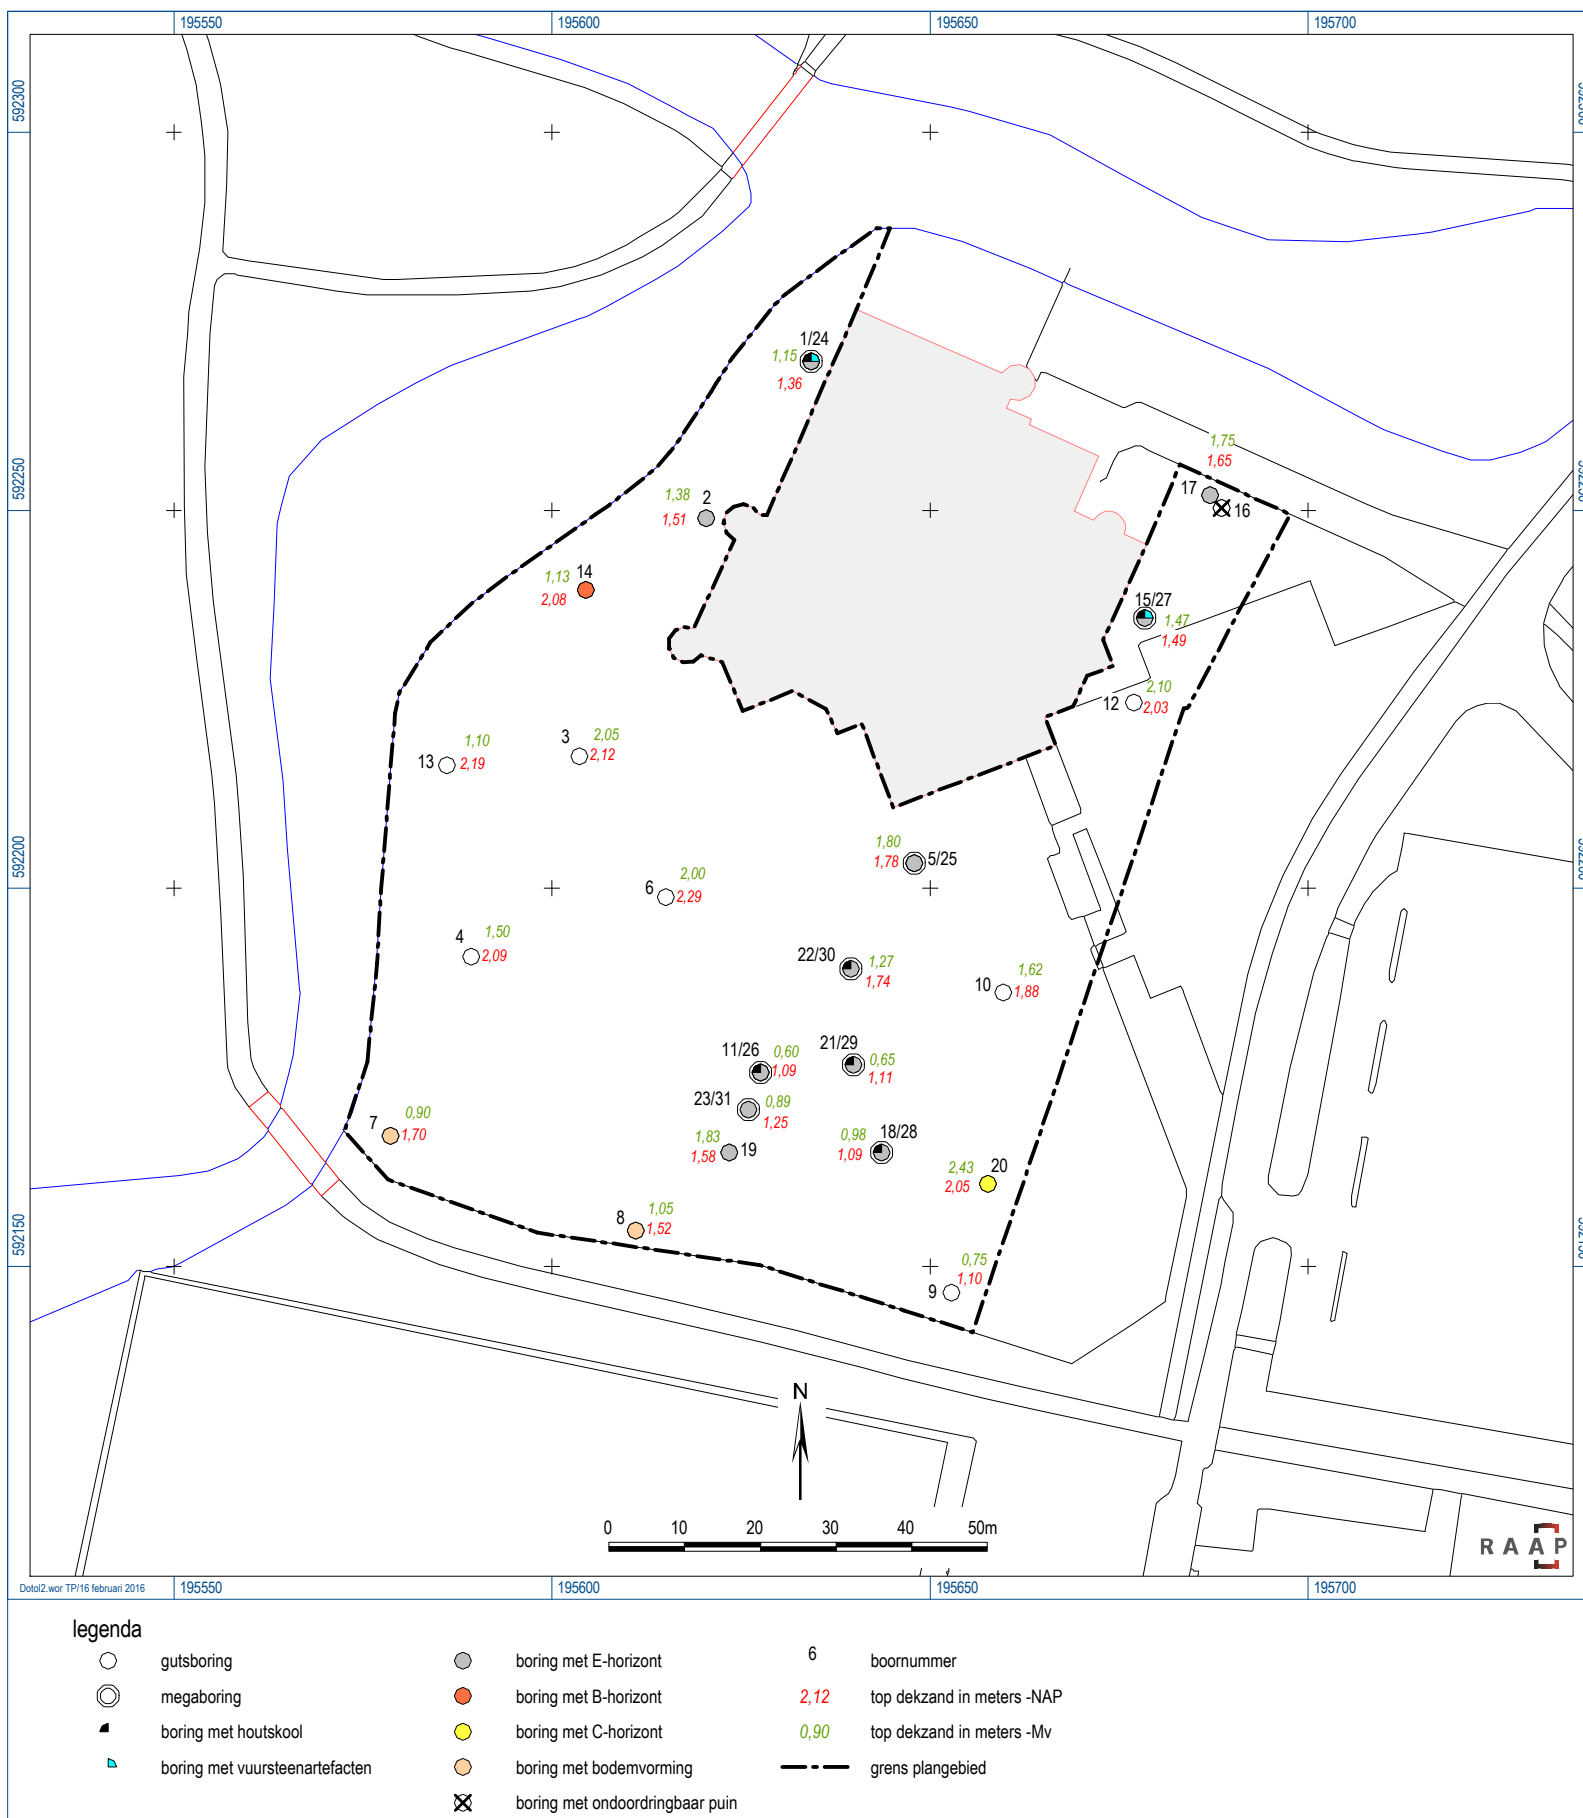 195550 195600 195650 195700
592300 592300
1/24
1,15
1,36
1,75
1,65
592250 592250
1,38 2
1,51
17
16
1,13 14
2,08
15/27
1,47
1,49
2,10
12 2,03
3 2,05
2,12
1,10
13 2,19
1,80
1,78 5/25
592200 592200
2,00
6 2,29
1,50
4 2,09
22/30 1,27
1,74
1,62
10 1,88
11/26 0,60
1,09
21/29 0,65
1,11
23/31 0,89
1,25
0,90
7 1,70
1,83
1,58 19
0,98 18/28
1,09
2,43 20
2,05
592150 592150
1,05
8 1,52
0,75
1,10
9
N
0 10 20 30 40 50m
RAAP
Dotol2.wor TP/16 februari 2016
195550 195600 195650 195700
legenda
gutsboring
megaboring
boring met houtskool
boring met vuursteenartefacten
boring met E-horizont
boring met B-horizont
boring met C-horizont
boring met bodemvorming
boring met ondoordringbaar puin
6 boornummer
2,12 top dekzand in meters -NAP
0,90 top dekzand in meters -Mv
grens plangebied